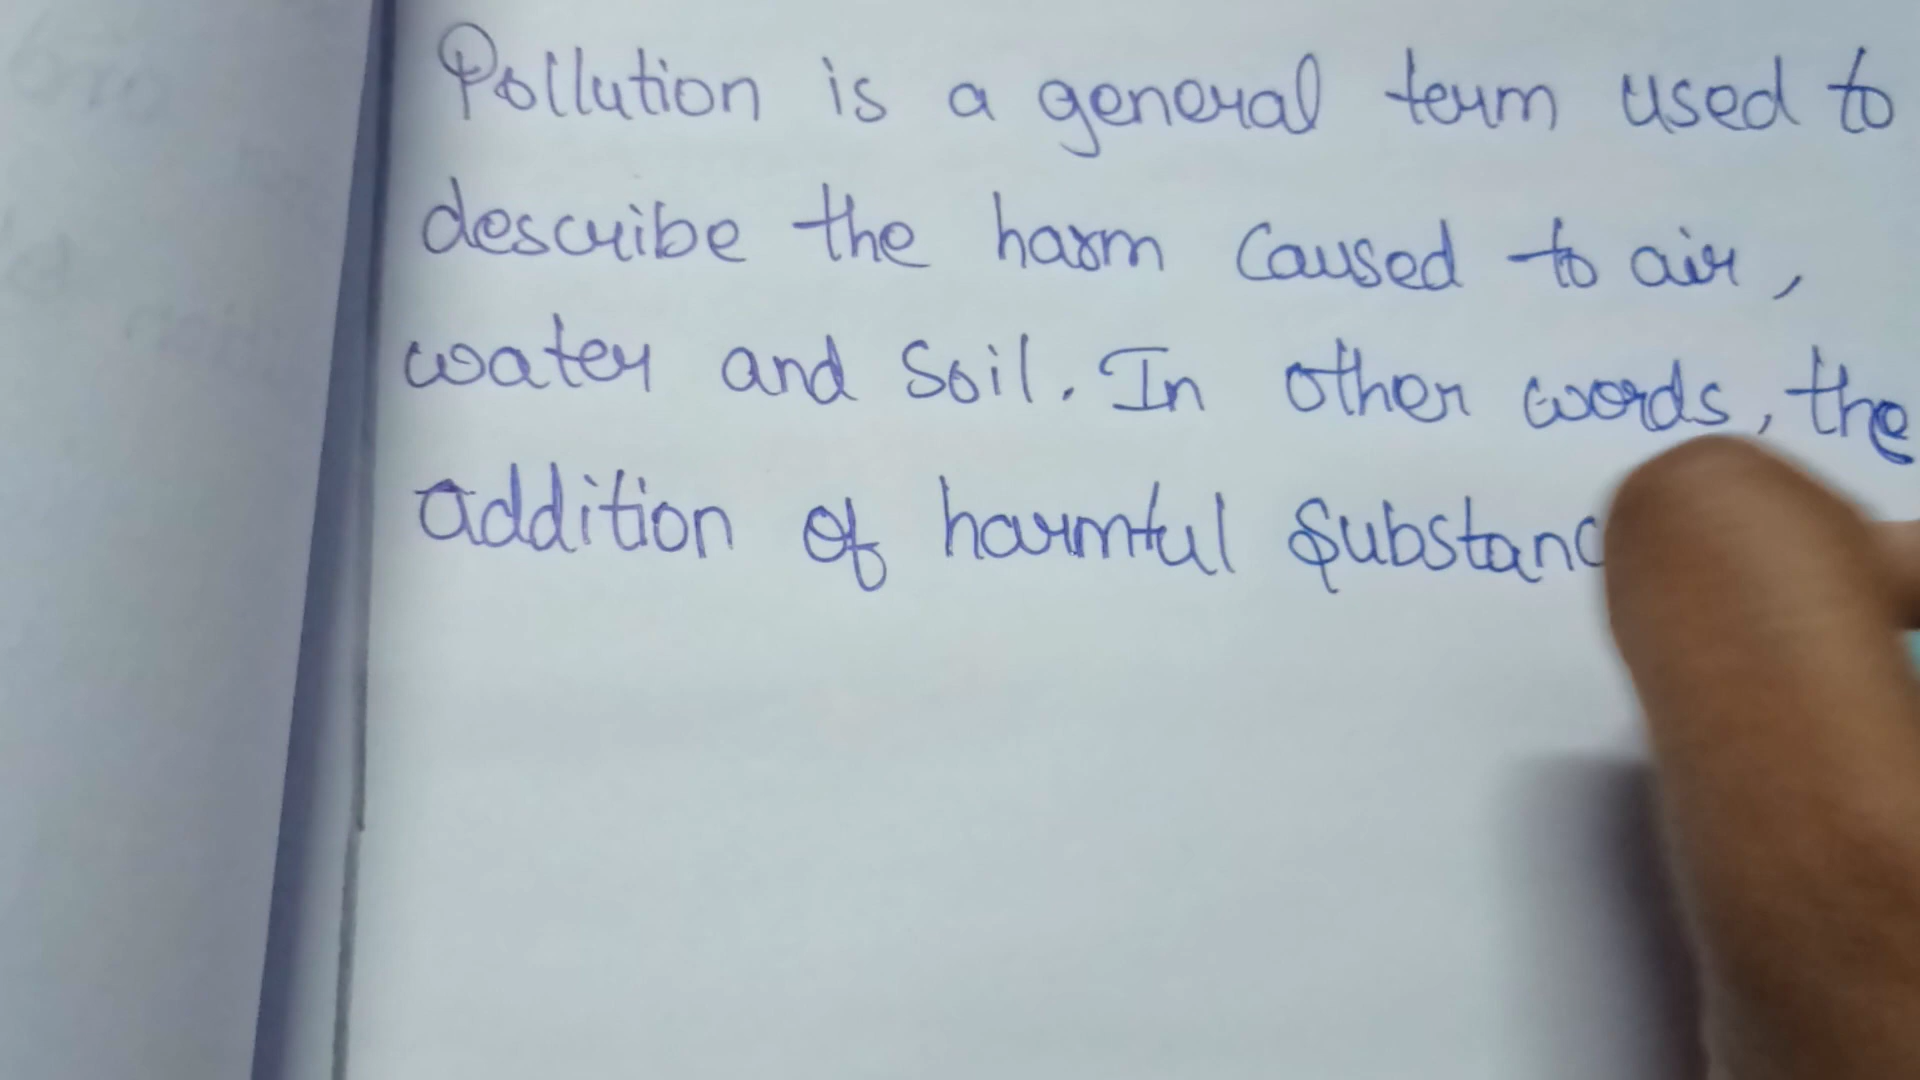 Pollution is a general term used to
describe the harm caused to air,
water and soil. In other words, the
addition of harmful substanc